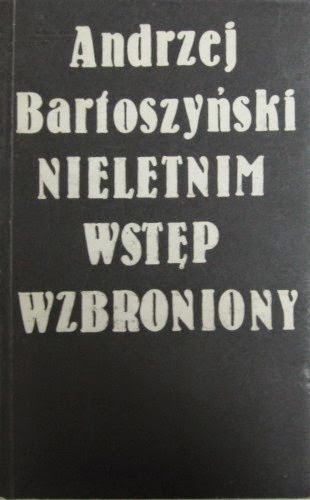 Andrzej
Bartoszyński
NIELETNIM
WSTĘP
WZBRONIONY